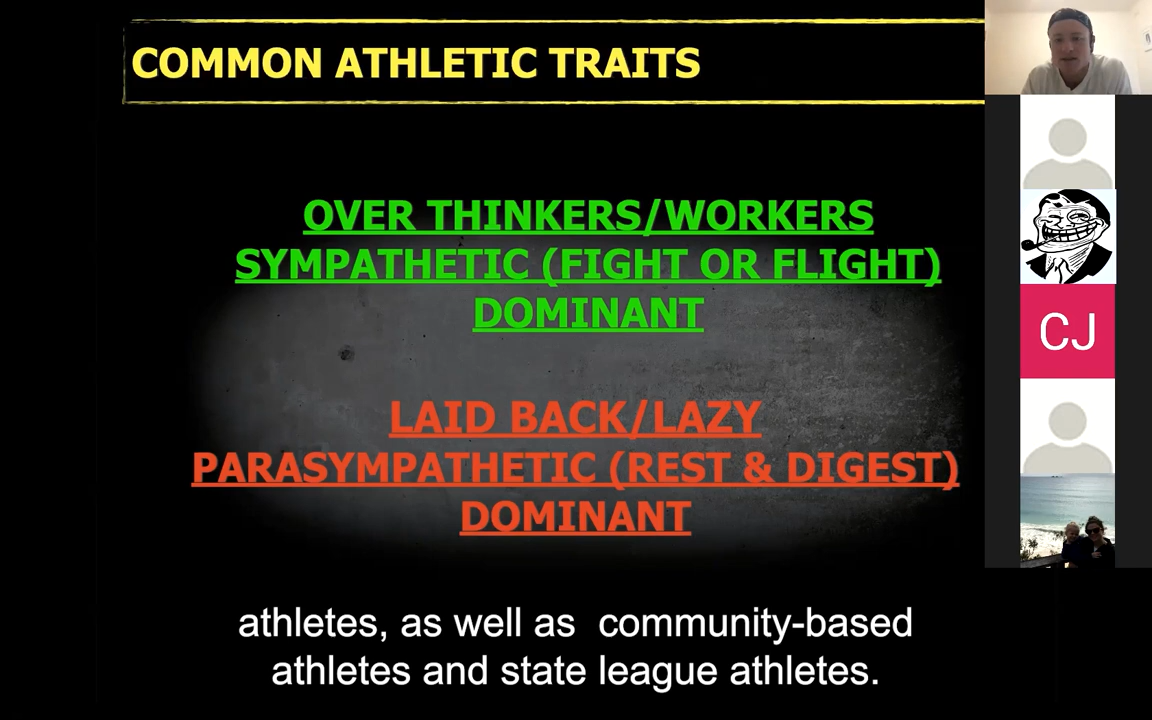 COMMON ATHLETIC TRAITS
OVER THINKERS/WORKERS
SYMPATHETIC (FIGHT OR FLIGHT)
DOMINANT
CJ
LAID BACK/LAZY
PARASYMPATHETIC (REST & DIGEST)
DOMINANT
athletes, as well as  community-based
athletes and state league athletes.